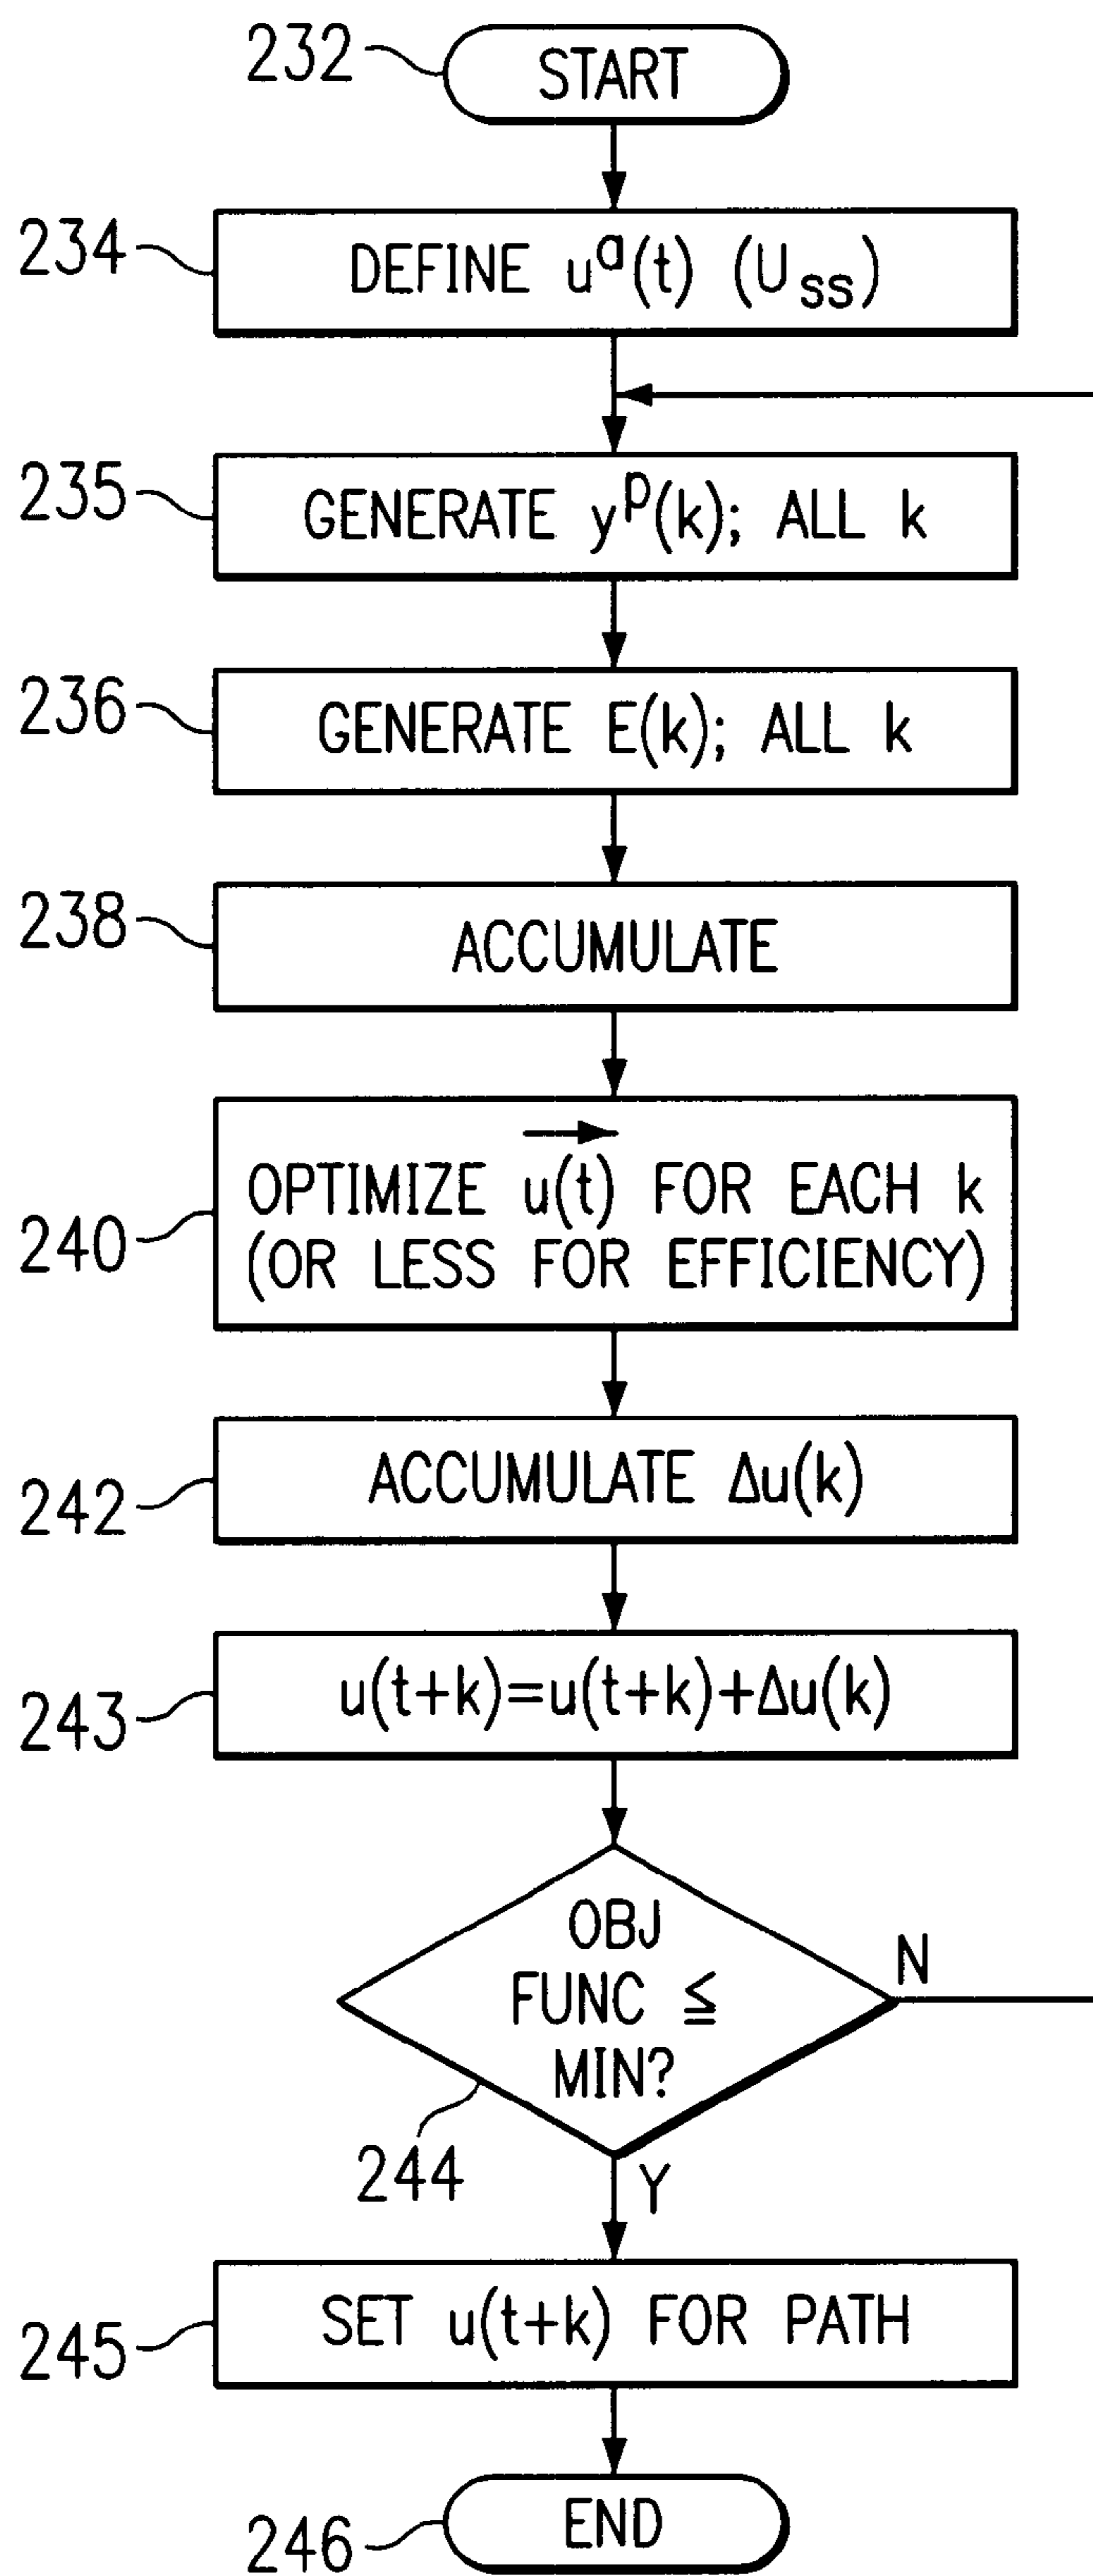 232
START
234
DEFINE uᵃ(t) (Uss)
235
GENERATE yᵖ(k); ALL k
236
GENERATE E(k); ALL k
238
ACCUMULATE
240
OPTIMIZE u(t) FOR EACH k
(OR LESS FOR EFFICIENCY)
242
ACCUMULATE Δu(k)
243
u(t+k)=u(t+k)+Δu(k)
OBJ
FUNC ≦
MIN?
N
244
Y
245
SET u(t+k) FOR PATH
246
END